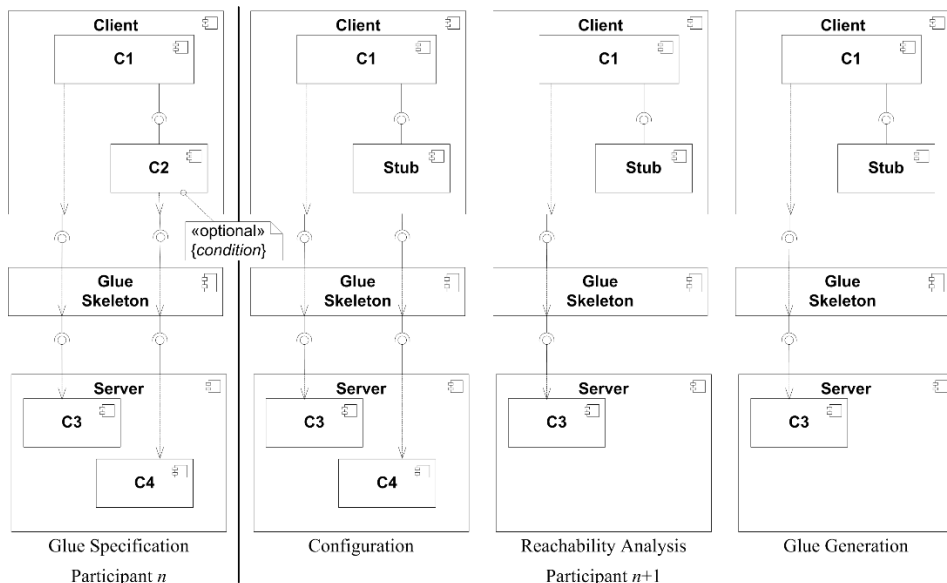 Client
C1
C2
«optional»
{condition}
Glue
Skeleton
Server
C3
C4
Glue Specification
Participant n
Client
C1
Stub
Glue
Skeleton
Server
C3
C4
Configuration
Client
C1
Stub
Glue
Skeleton
Server
C3
Reachability Analysis
Client
C1
Stub
Glue
Skeleton
Server
C3
Glue Generation
Participant n+1